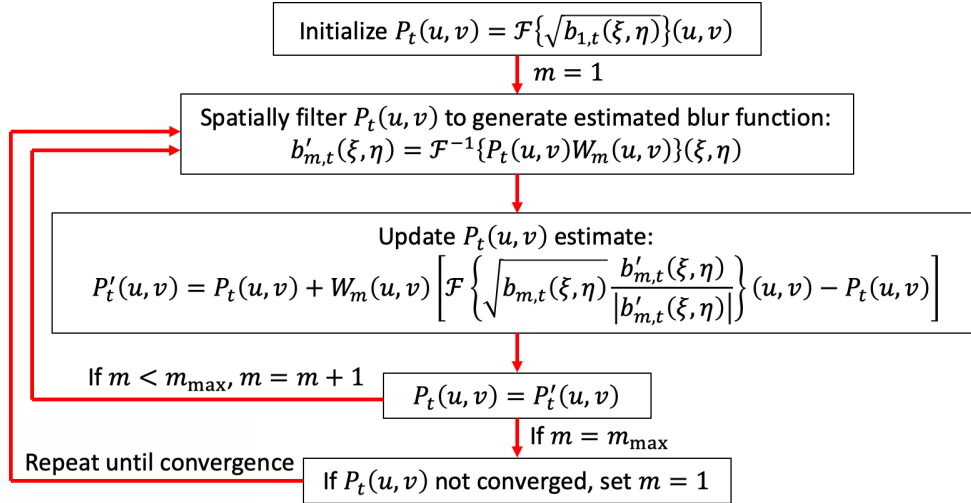 Initialize P_t(u, v) = ℱ{√b_{1,t}(ξ, η)}(u, v)
m = 1
Spatially filter P_t(u, v) to generate estimated blur function:
b′_{m,t}(ξ, η) = ℱ^{−1}{P_t(u, v)W_m(u, v)}(ξ, η)
Update P_t(u, v) estimate:
P′_t(u, v) = P_t(u, v) + W_m(u, v) [ℱ {√b_{m,t}(ξ, η) b′_{m,t}(ξ, η) / |b′_{m,t}(ξ, η)|} (u, v) − P_t(u, v)]
If m < m_max, m = m + 1
P_t(u, v) = P′_t(u, v)
If m = m_max
Repeat until convergence
If P_t(u, v) not converged, set m = 1